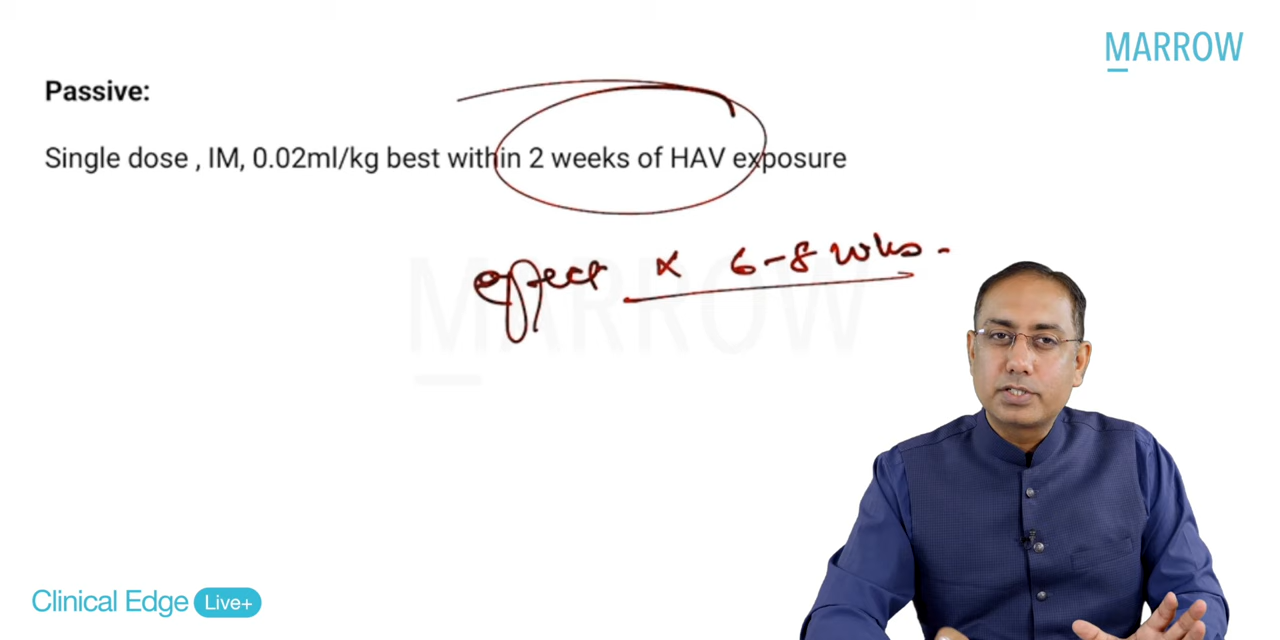 MARROW
Passive:
Single dose , IM, 0.02ml/kg best within 2 weeks of HAV exposure
effect × 6-8 wks.
MARROW
Clinical Edge Live+